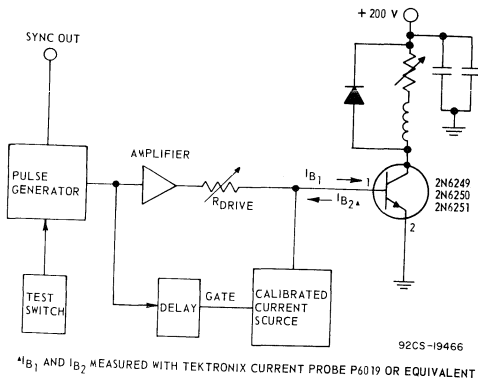 + 200 V
SYNC OUT
AMPLIFIER
PULSE
GENERATOR
RDRIVE
IB1
IB2▲
1
2N6249
2N6250
2N6251
2
TEST
SWITCH
DELAY
GATE
CALIBRATED
CURRENT
SOURCE
92CS-19466
▲IB1 AND IB2 MEASURED WITH TEKTRONIX CURRENT PROBE P6019 OR EQUIVALENT